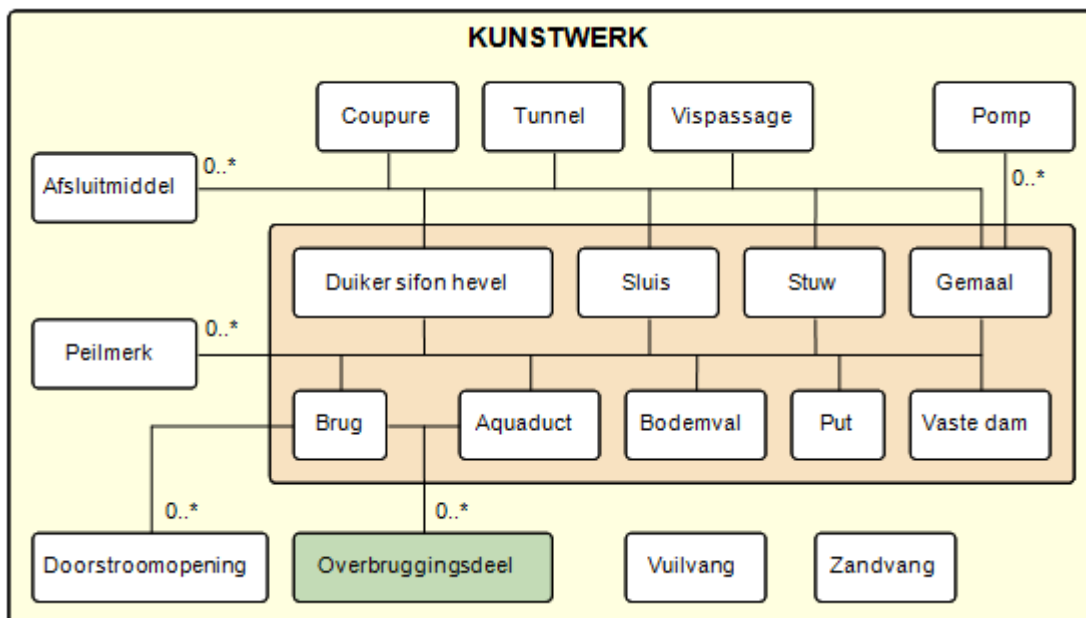 KUNSTWERK
Coupure
Tunnel
Vispassage
Pomp
Afsluitmiddel
0..*
0..*
Duiker sifon hevel
Sluis
Stuw
Gemaal
Peilmerk
0..*
Brug
Aquaduct
Bodemval
Put
Vaste dam
0..*
0..*
Doorstroomopening
Overbruggingsdeel
Vuilvang
Zandvang